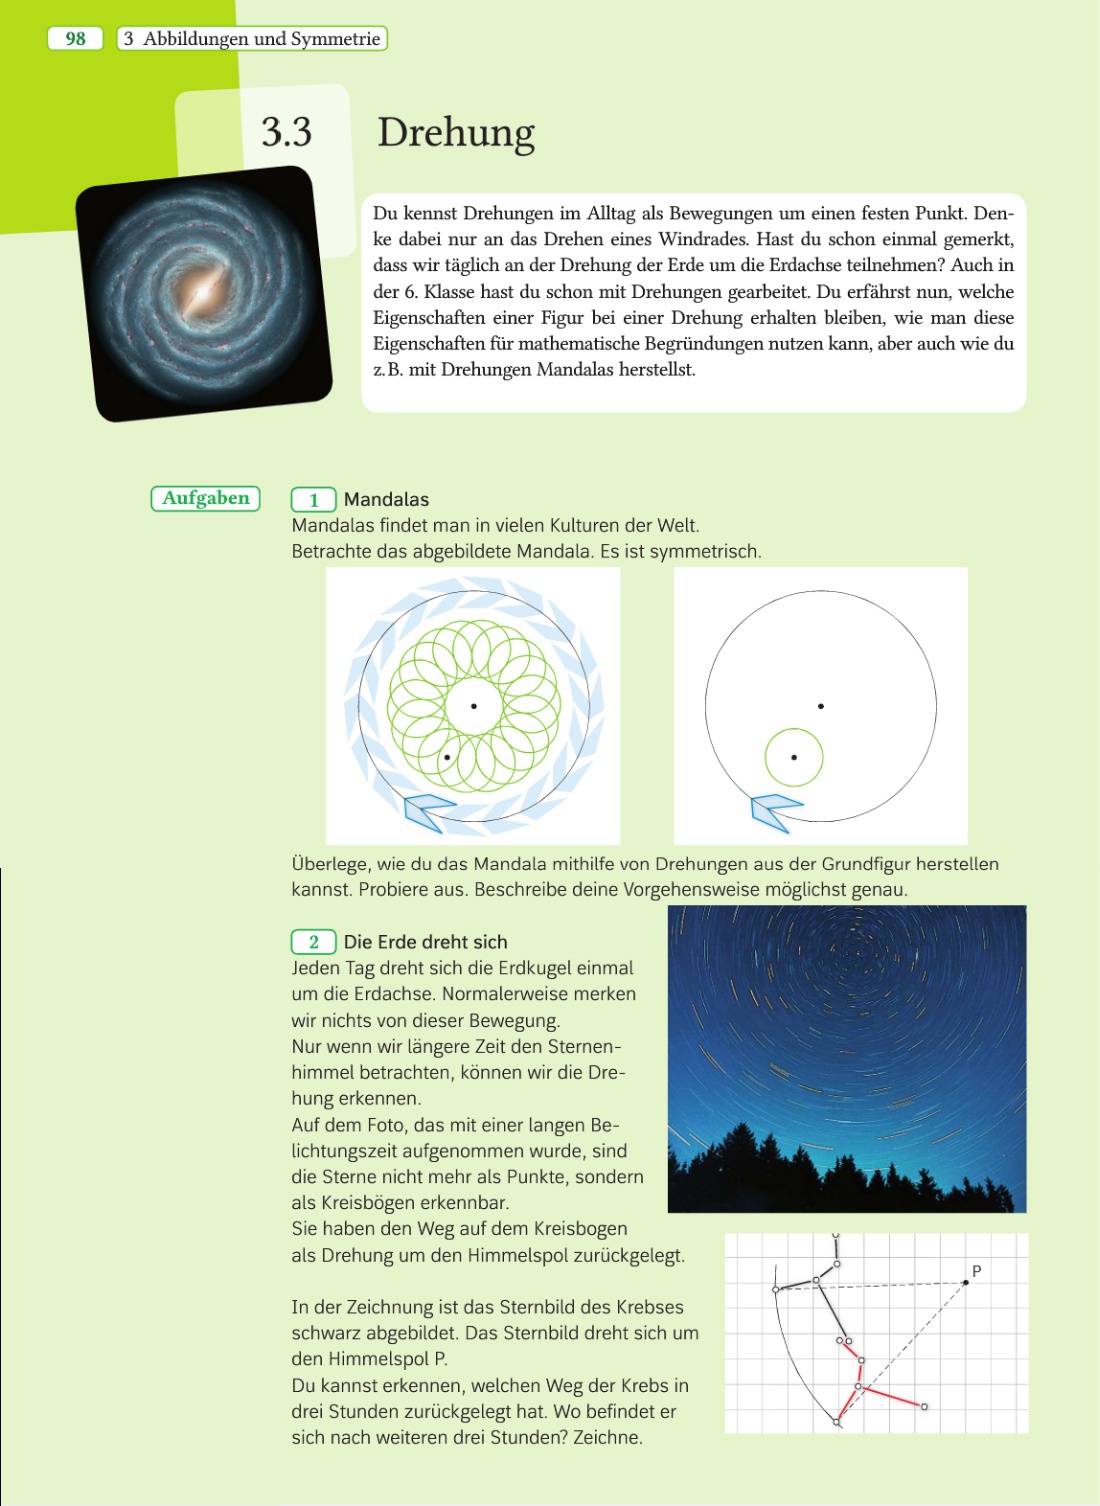 98
3 Abbildungen und Symmetrie
3.3 Drehung
Du kennst Drehungen im Alltag als Bewegungen um einen festen Punkt. Den-
ke dabei nur an das Drehen eines Windrades. Hast du schon einmal gemerkt,
dass wir täglich an der Drehung der Erde um die Erdachse teilnehmen? Auch in
der 6. Klasse hast du schon mit Drehungen gearbeitet. Du erfährst nun, welche
Eigenschaften einer Figur bei einer Drehung erhalten bleiben, wie man diese
Eigenschaften für mathematische Begründungen nutzen kann, aber auch wie du
z.B. mit Drehungen Mandalas herstellst.
Aufgaben
1 Mandalas
Mandalas findet man in vielen Kulturen der Welt.
Betrachte das abgebildete Mandala. Es ist symmetrisch.
Überlege, wie du das Mandala mithilfe von Drehungen aus der Grundfigur herstellen
kannst. Probiere aus. Beschreibe deine Vorgehensweise möglichst genau.
2 Die Erde dreht sich
Jeden Tag dreht sich die Erdkugel einmal
um die Erdachse. Normalerweise merken
wir nichts von dieser Bewegung.
Nur wenn wir längere Zeit den Sternen-
himmel betrachten, können wir die Dre-
hung erkennen.
Auf dem Foto, das mit einer langen Be-
lichtungszeit aufgenommen wurde, sind
die Sterne nicht mehr als Punkte, sondern
als Kreisbögen erkennbar.
Sie haben den Weg auf dem Kreisbogen
als Drehung um den Himmelspol zurückgelegt.
In der Zeichnung ist das Sternbild des Krebses
schwarz abgebildet. Das Sternbild dreht sich um
den Himmelspol P.
Du kannst erkennen, welchen Weg der Krebs in
drei Stunden zurückgelegt hat. Wo befindet er
sich nach weiteren drei Stunden? Zeichne.
P